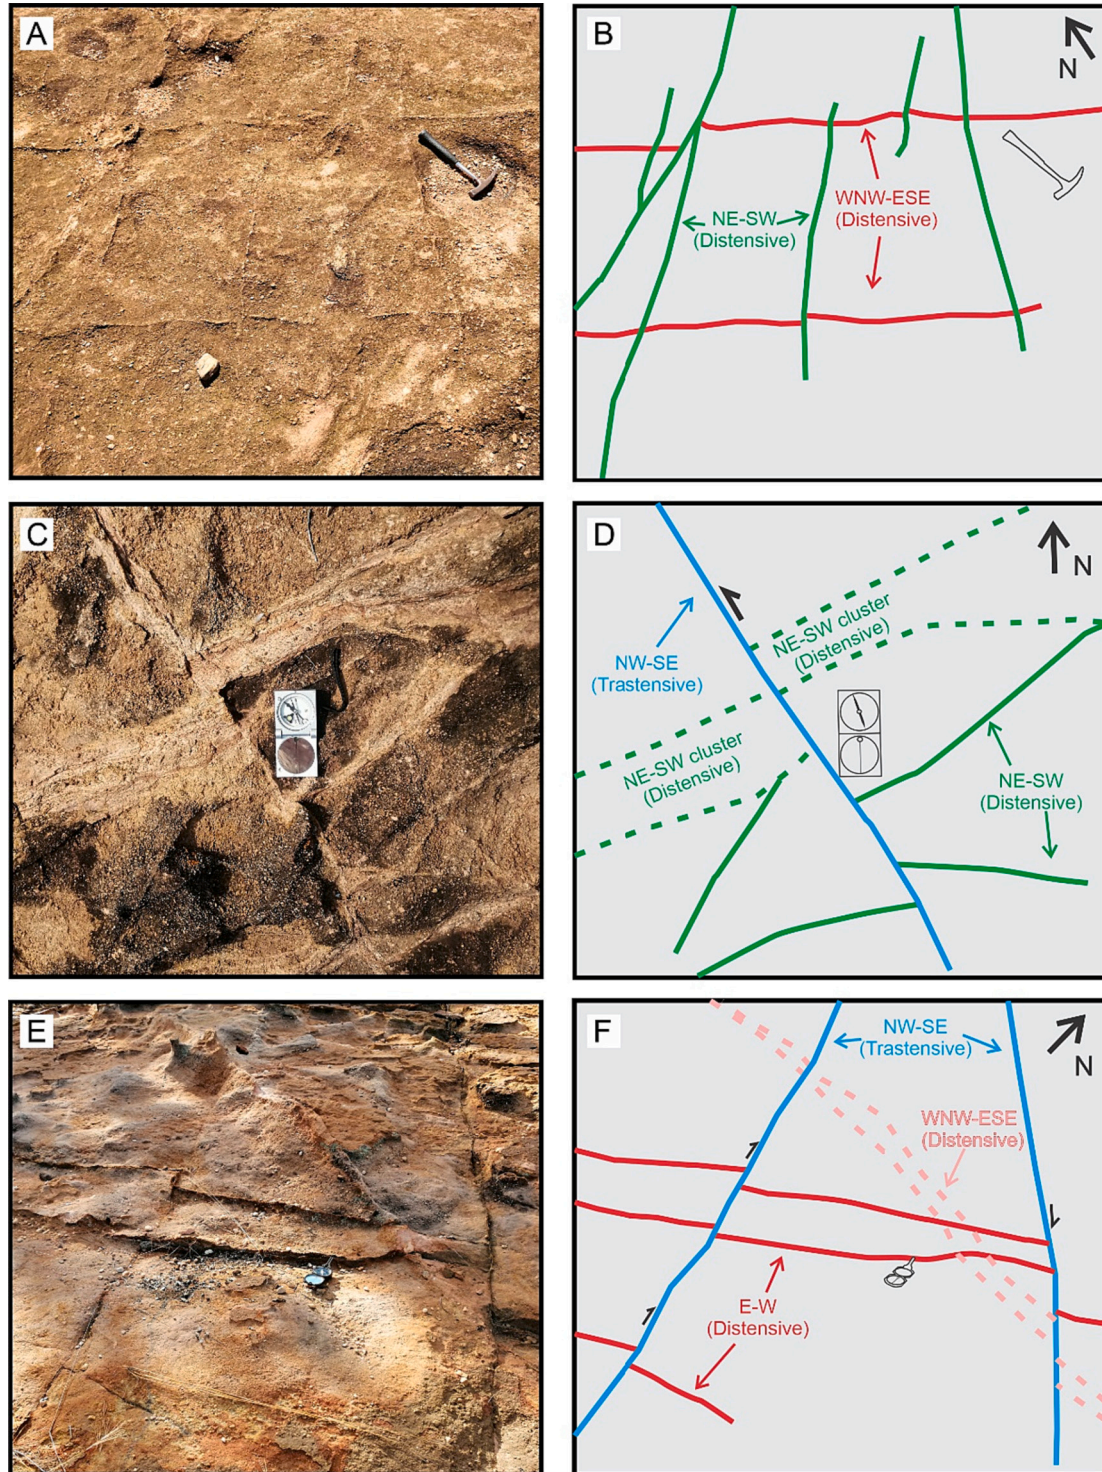 A
B
N
WNW-ESE
(Distensive)
NE-SW
(Distensive)
C
D
N
NE-SW cluster
(Distensive)
NW-SE
(Trastensive)
NE-SW cluster
(Distensive)
NE-SW
(Distensive)
E
F
NW-SE
(Trastensive)
N
WNW-ESE
(Distensive)
E-W
(Distensive)